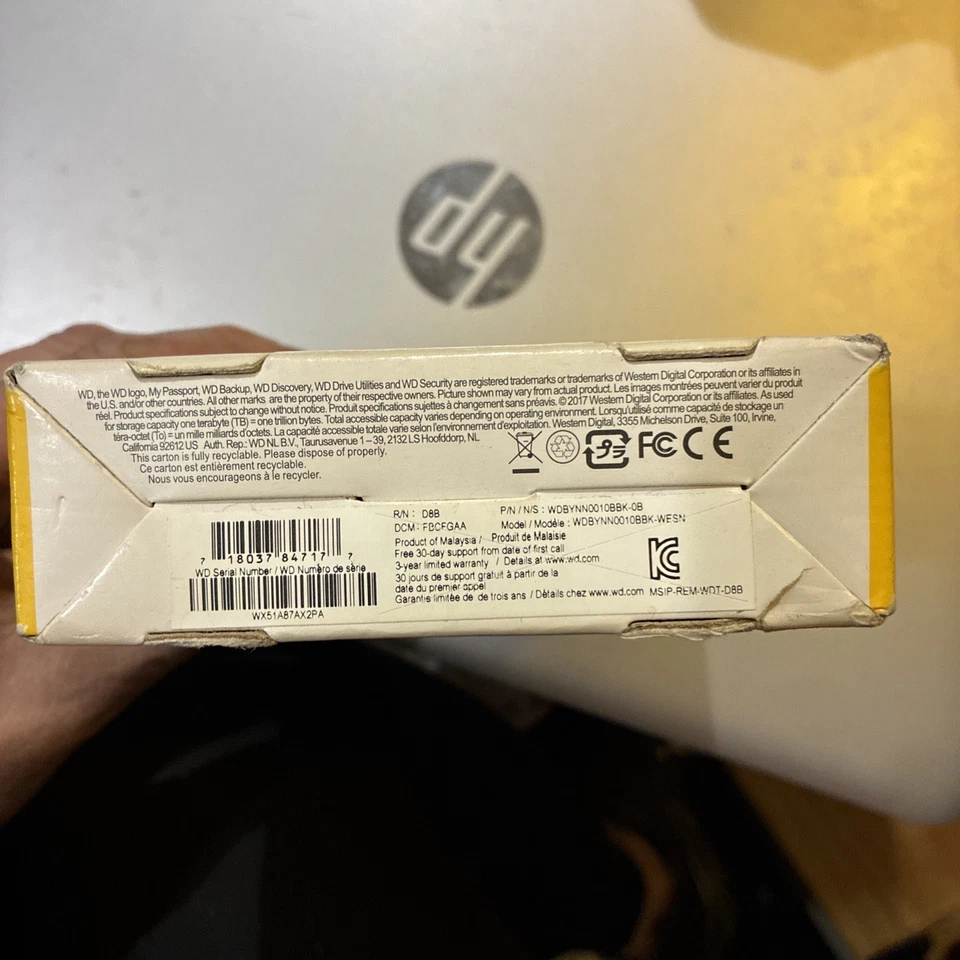 hp
WD, the WD logo, My Passport, WD Backup, WD Discovery, WD Drive Utilities and WD Security are registered trademarks or trademarks of Western Digital Corporation or its affiliates in
the U.S. and/or other countries. All other marks are the property of their respective owners. Picture shown may vary from actual product. Les images montrées peuvent varier du produit
réel. Product specifications subject to change without notice. Produit spécifications sujettes à changement sans préavis. © 2017 Western Digital Corporation or its affiliates. As used
for storage capacity one terabyte (TB) = one trillion bytes. Total accessible capacity varies depending on operating environment. Lorsqu'utilisé comme capacité de stockage un
téra-octet (To) = un mille milliards d'octets. La capacité accessible totale varie selon l'environnement d'exploitation. Western Digital, 3355 Michelson Drive, Suite 100, Irvine,
California 92612 US Auth. Rep.: WD NL B.V., Taurusavenue 1 – 39, 2132 LS Hoofddorp, NL
This carton is fully recyclable. Please dispose of properly.
Ce carton est entièrement recyclable.
Nous vous encourageons à le recycler.
FC CE
7 18037 84717 7
WD Serial Number / WD Numéro de série
WX51A87AX2PA
R/N: D8B
DCM: FBCFGAA
P/N / N/S: WDBYNN0010BBK-0B
Model / Modèle: WDBYNN0010BBK-WESN
Product of Malaysia / Produit de Malaisie
Free 30-day support from date of first call
3-year limited warranty / Details at www.wd.com
30 jours de support gratuit à partir de la
date du premier appel
Garantie limitée de de trois ans / Détails chez www.wd.com
MSIP-REM-WDT-D8B